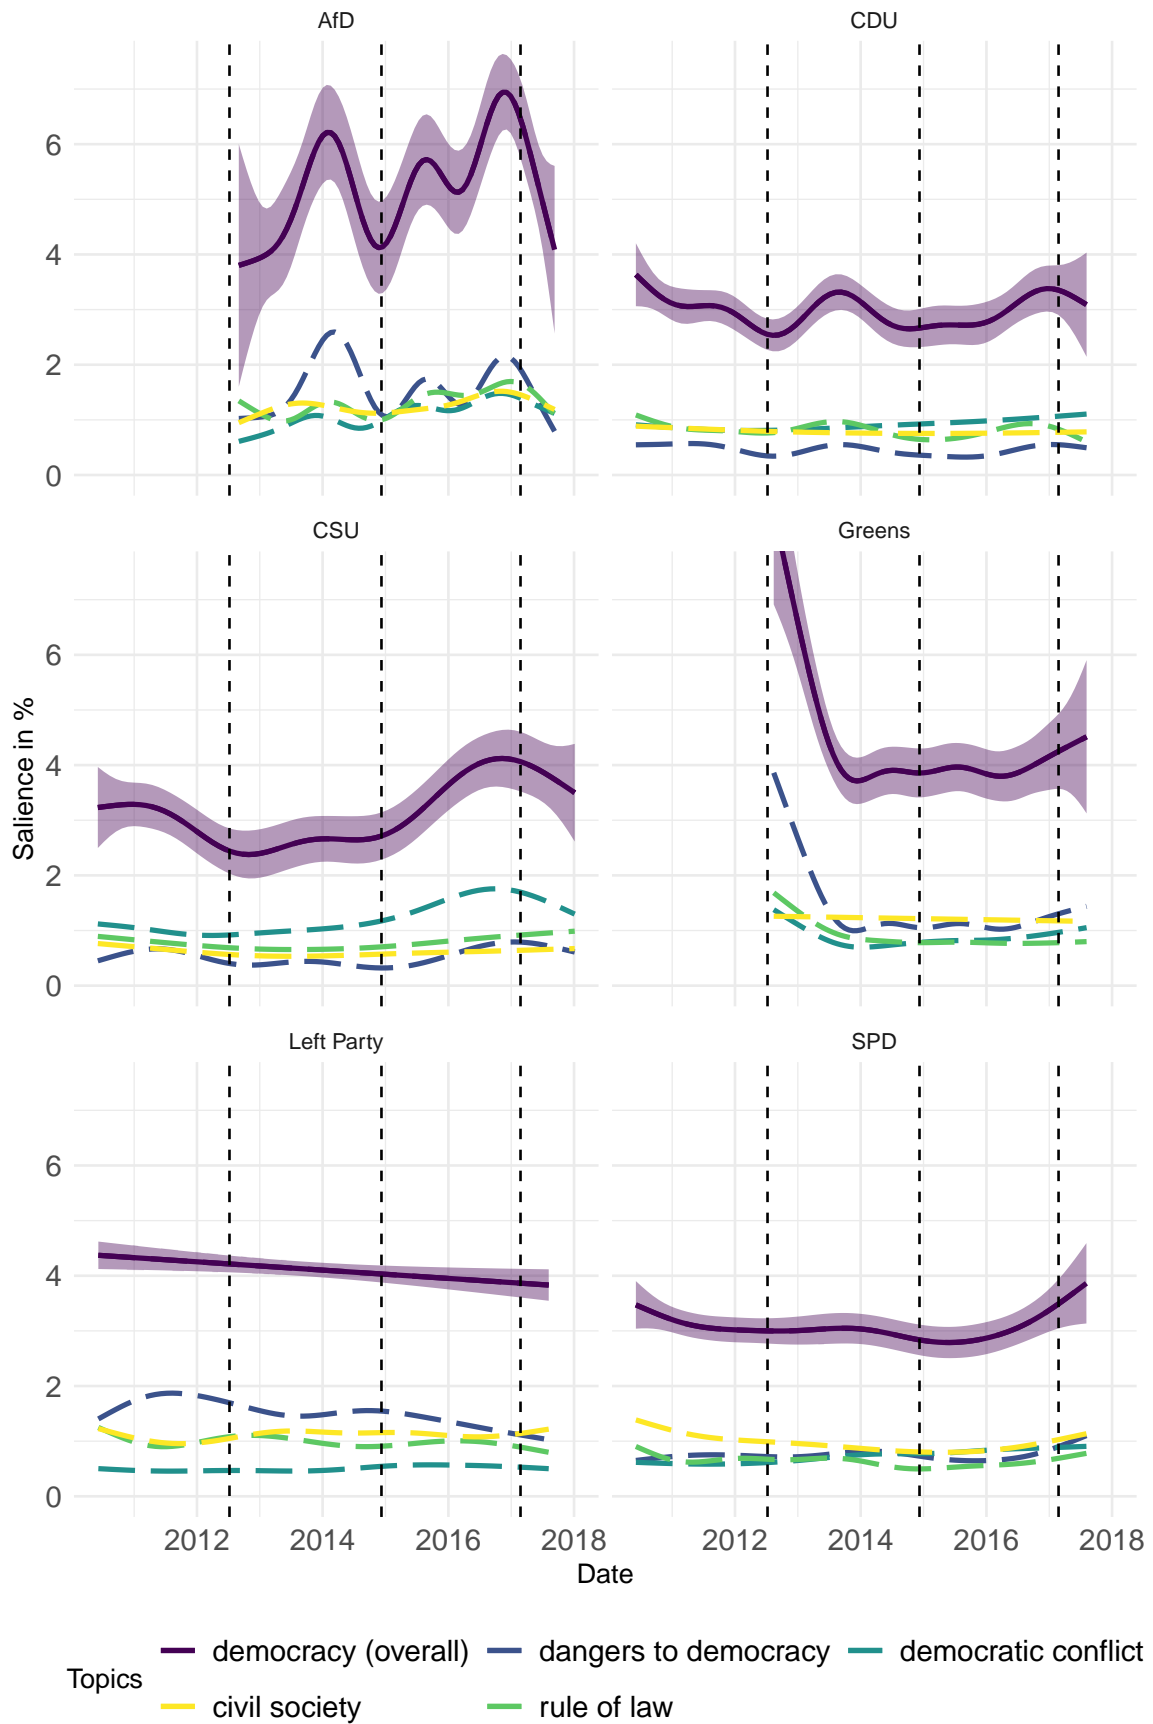 AfD CDU
6
4
2
0
CSU Greens
6
4
2
0
Salience in %
Left Party SPD
6
4
2
0
2012 2014 2016 2018 2012 2014 2016 2018
Date
Topics
democracy (overall) dangers to democracy democratic conflict
civil society rule of law